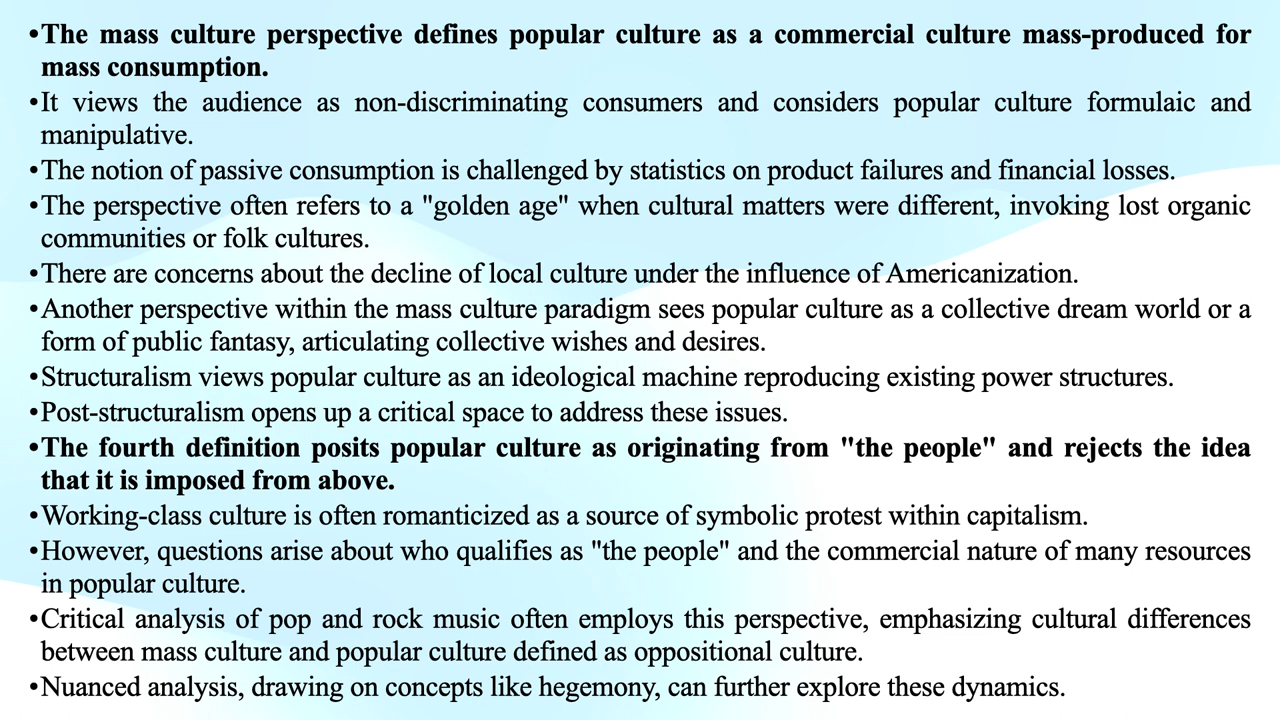 •The mass culture perspective defines popular culture as a commercial culture mass-produced for
mass consumption.
•It views the audience as non-discriminating consumers and considers popular culture formulaic and
manipulative.
•The notion of passive consumption is challenged by statistics on product failures and financial losses.
•The perspective often refers to a "golden age" when cultural matters were different, invoking lost organic
communities or folk cultures.
•There are concerns about the decline of local culture under the influence of Americanization.
•Another perspective within the mass culture paradigm sees popular culture as a collective dream world or a
form of public fantasy, articulating collective wishes and desires.
•Structuralism views popular culture as an ideological machine reproducing existing power structures.
•Post-structuralism opens up a critical space to address these issues.
•The fourth definition posits popular culture as originating from "the people" and rejects the idea
that it is imposed from above.
•Working-class culture is often romanticized as a source of symbolic protest within capitalism.
•However, questions arise about who qualifies as "the people" and the commercial nature of many resources
in popular culture.
•Critical analysis of pop and rock music often employs this perspective, emphasizing cultural differences
between mass culture and popular culture defined as oppositional culture.
•Nuanced analysis, drawing on concepts like hegemony, can further explore these dynamics.